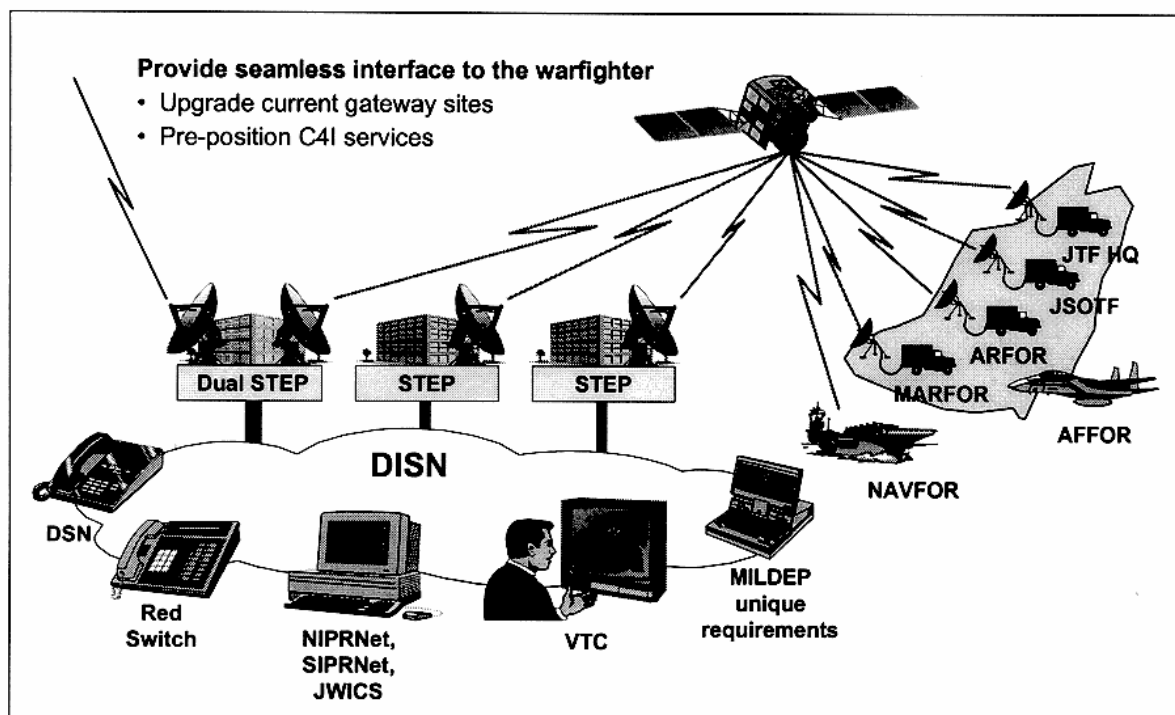 Provide seamless interface to the warfighter
• Upgrade current gateway sites
• Pre-position C4I services
JTF HQ
JSOTF
ARFOR
MARFOR
AFFOR
NAVFOR
Dual STEP
STEP
STEP
DISN
DSN
Red
Switch
NIPRNet,
SIPRNet,
JWICS
VTC
MILDEP
unique
requirements